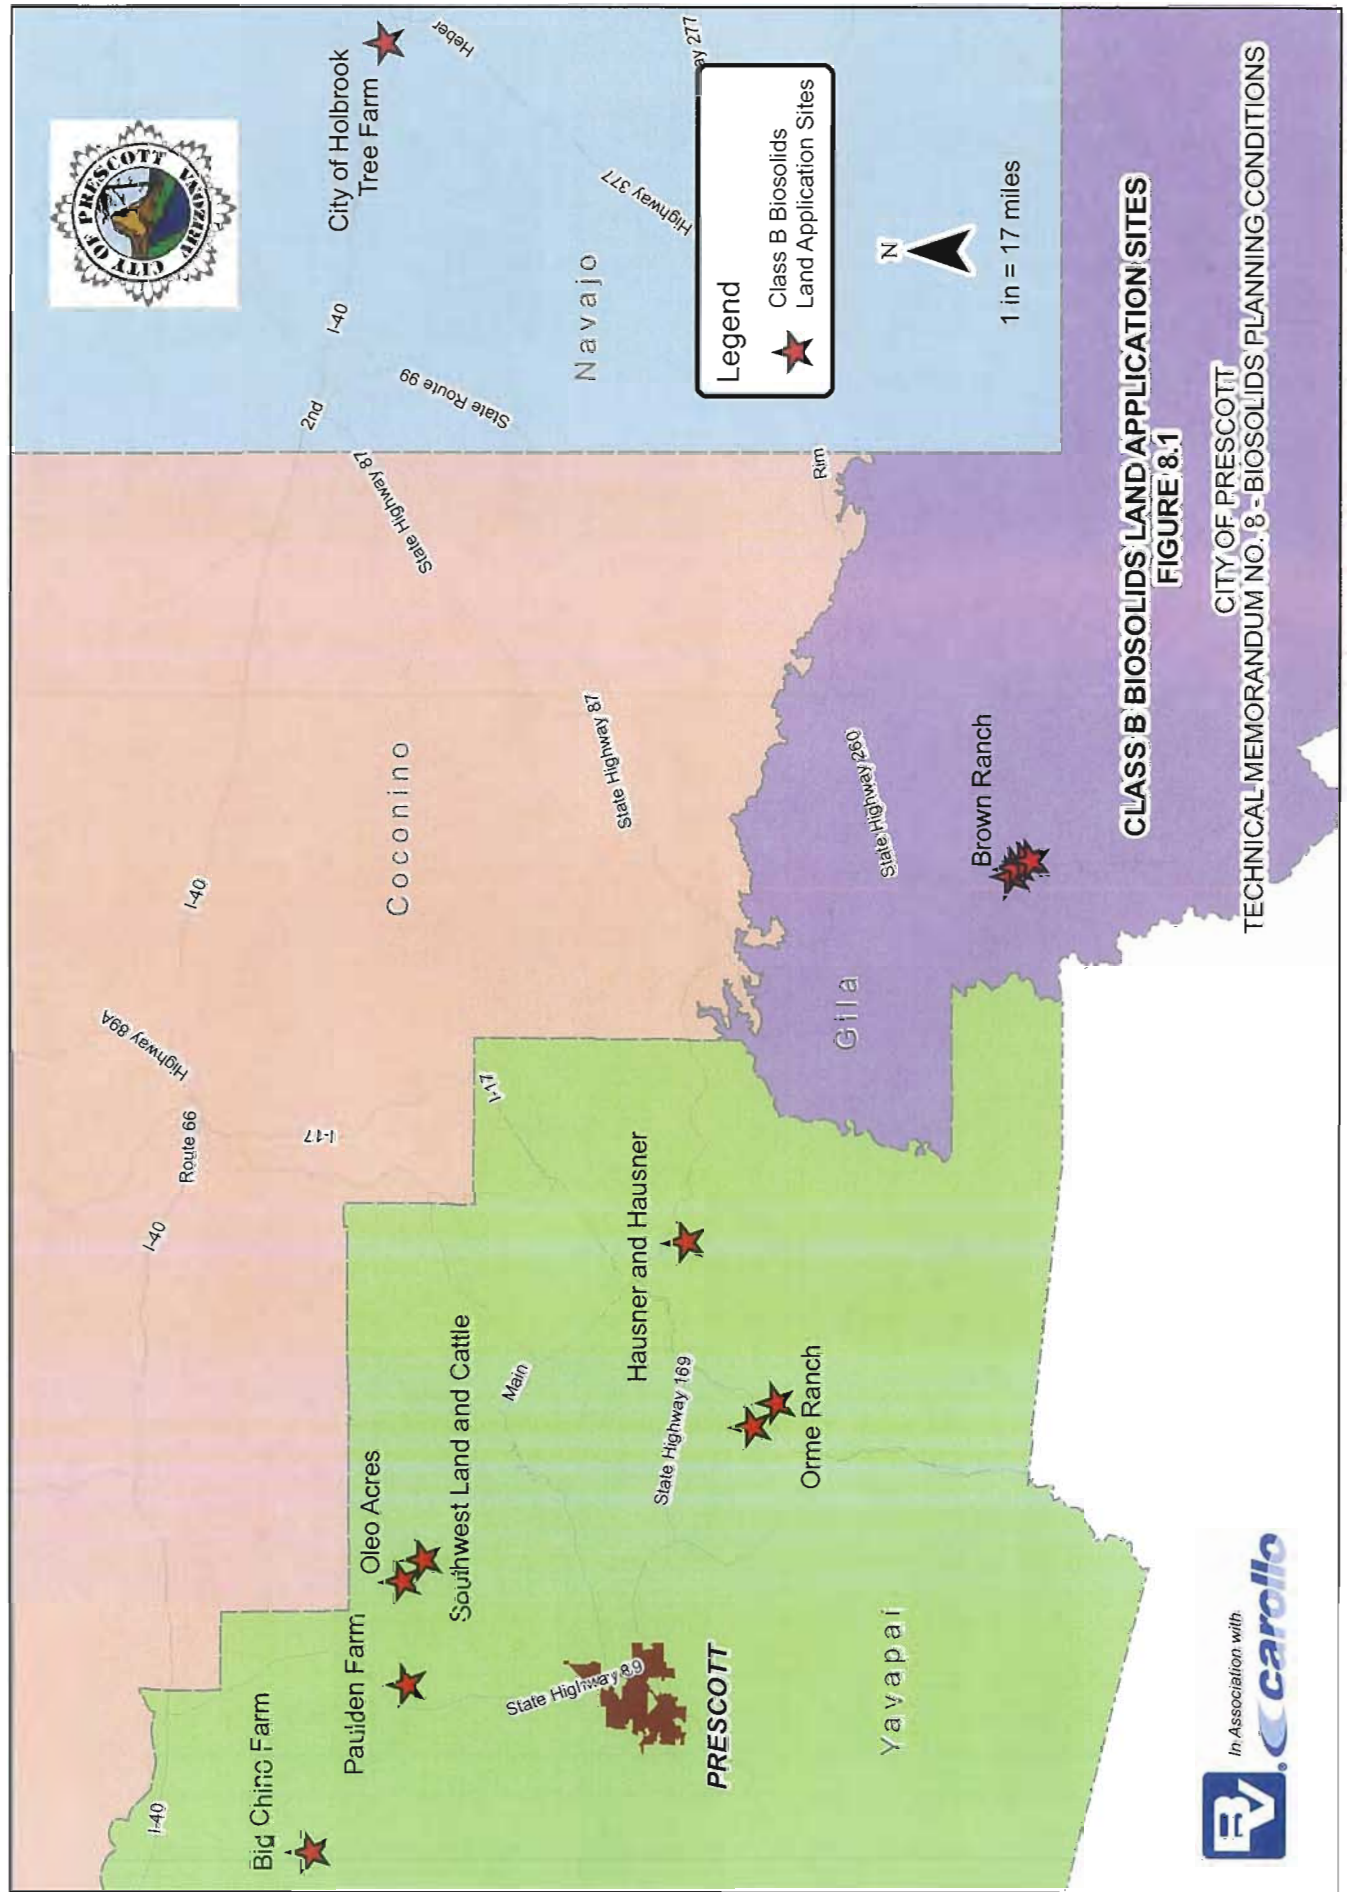 CITY OF PRESCOTT
ARIZONA
City of Holbrook
Tree Farm
Heber
I-40
Highway 377
ay 277
2nd
State Route 99
Navajo
State Highway 87
Rim
I-40
Highway 89A
Coconino
State Highway 87
Route 66
I-17
I-40
I-17
State Highway 260
Brown Ranch
Gila
Hausner and Hausner
Main
State Highway 169
Orme Ranch
Oleo Acres
Southwest Land and Cattle
Paulden Farm
I-40
Big Chino Farm
State Highway 89
PRESCOTT
Yavapai
Legend
Class B Biosolids
Land Application Sites
N
1 in = 17 miles
CLASS B BIOSOLIDS LAND APPLICATION SITES
FIGURE 8.1
CITY OF PRESCOTT
TECHNICAL MEMORANDUM NO. 8 - BIOSOLIDS PLANNING CONDITIONS
BV
In Association with
carollo